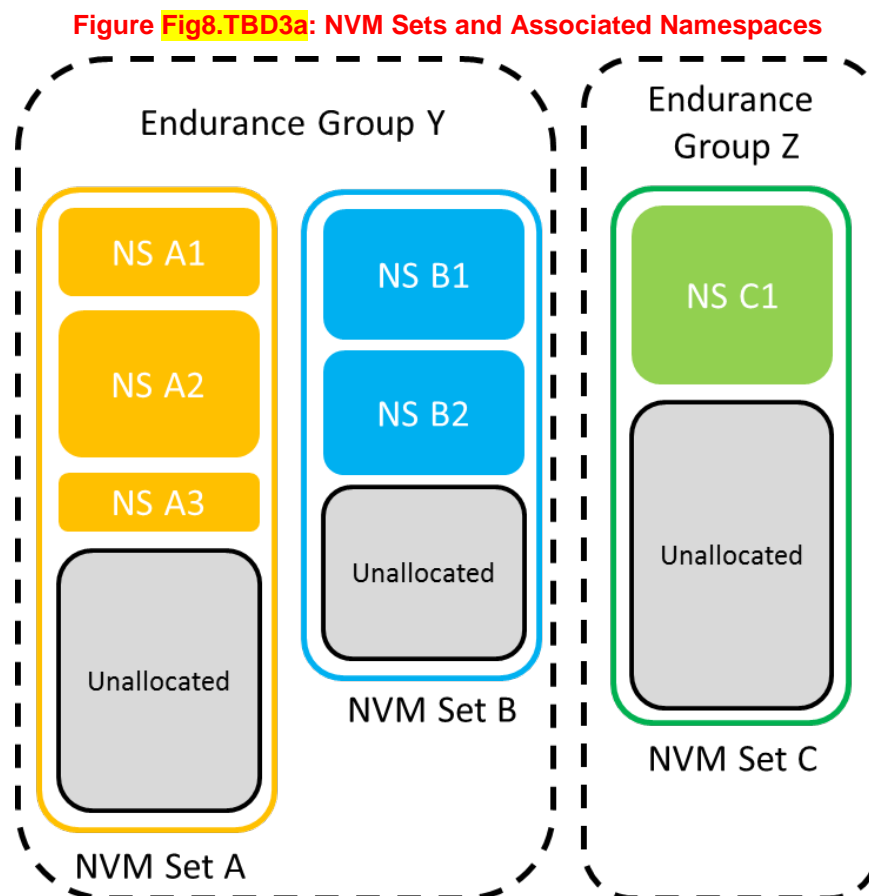 Figure Fig8.TBD3a: NVM Sets and Associated Namespaces
Endurance Group Y
NS A1
NS A2
NS A3
Unallocated
NVM Set A
NS B1
NS B2
Unallocated
NVM Set B
Endurance
Group Z
NS C1
Unallocated
NVM Set C